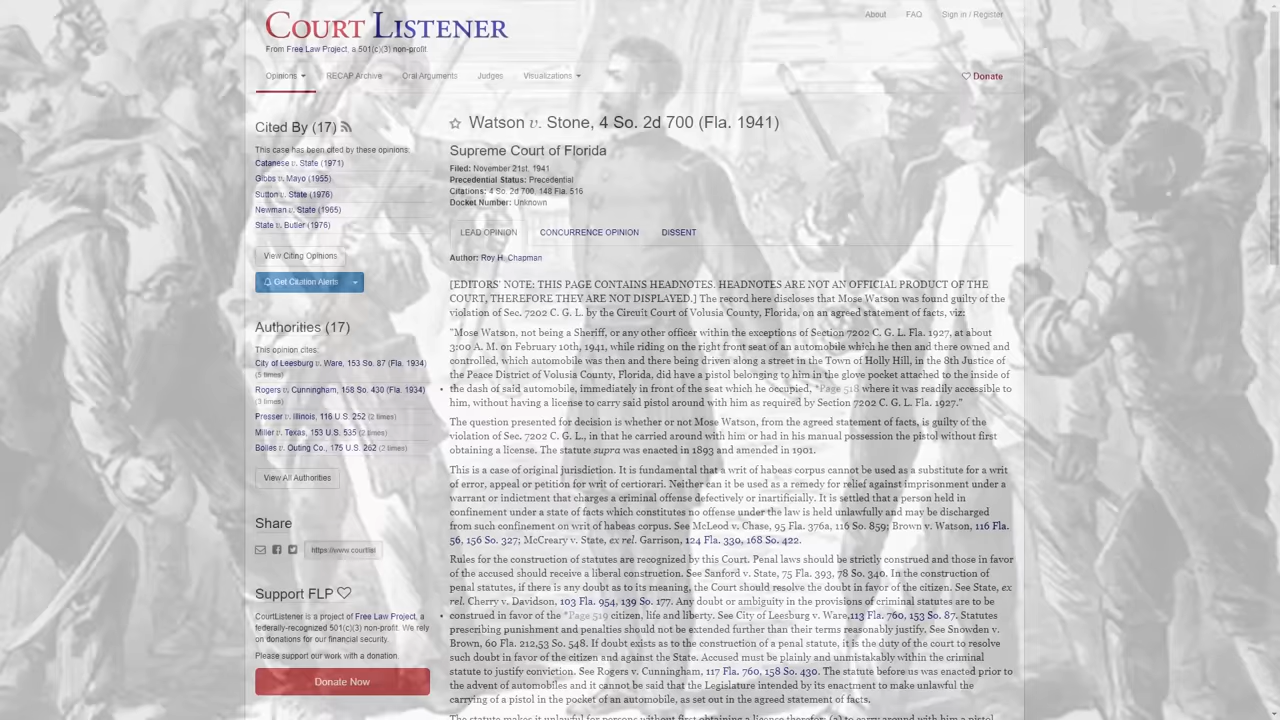 COURT LISTENER
From Free Law Project, a 501(c)(3) non-profit.
About FAQ Sign in / Register
Opinions RECAP Archive Oral Arguments Judges Visualizations Donate
Cited By (17)
This case has been cited by these opinions:
Catanese v. State (1971)
Gibbs v. Mayo (1955)
Sutton v. State (1976)
Newman v. State (1965)
State v. Butler (1976)
View Citing Opinions
Get Citation Alerts
Authorities (17)
This opinion cites:
City of Leesburg v. Ware, 153 So. 87 (Fla. 1934)
(5 times)
Rogers v. Cunningham, 158 So. 430 (Fla. 1934)
(3 times)
Presser v. Illinois, 116 U.S. 252 (2 times)
Miller v. Texas, 153 U.S. 535 (2 times)
Bolles v. Outing Co., 175 U.S. 262 (2 times)
View All Authorities
Share
https://www.courtlist
Support FLP
CourtListener is a project of Free Law Project, a
federally-recognized 501(c)(3) non-profit. We rely
on donations for our financial security.
Please support our work with a donation.
Donate Now
Watson v. Stone, 4 So. 2d 700 (Fla. 1941)
Supreme Court of Florida
Filed: November 21st, 1941
Precedential Status: Precedential
Citations: 4 So. 2d 700, 148 Fla. 516
Docket Number: Unknown
LEAD OPINION CONCURRENCE OPINION DISSENT
Author: Roy H. Chapman
[EDITORS' NOTE: THIS PAGE CONTAINS HEADNOTES. HEADNOTES ARE NOT AN OFFICIAL PRODUCT OF THE
COURT, THEREFORE THEY ARE NOT DISPLAYED.] The record here discloses that Mose Watson was found guilty of the
violation of Sec. 7202 C. G. L. by the Circuit Court of Volusia County, Florida, on an agreed statement of facts, viz:
"Mose Watson, not being a Sheriff, or any other officer within the exceptions of Section 7202 C. G. L. Fla. 1927, at about
3:00 A. M. on February 10th, 1941, while riding on the right front seat of an automobile which he then and there owned and
controlled, which automobile was then and there being driven along a street in the Town of Holly Hill, in the 8th Justice of
the Peace District of Volusia County, Florida, did have a pistol belonging to him in the glove pocket attached to the inside of
the dash of said automobile, immediately in front of the seat which he occupied, *Page 518 where it was readily accessible to
him, without having a license to carry said pistol around with him as required by Section 7202 C. G. L. Fla. 1927."
The question presented for decision is whether or not Mose Watson, from the agreed statement of facts, is guilty of the
violation of Sec. 7202 C. G. L., in that he carried around with him or had in his manual possession the pistol without first
obtaining a license. The statute supra was enacted in 1893 and amended in 1901.
This is a case of original jurisdiction. It is fundamental that a writ of habeas corpus cannot be used as a substitute for a writ
of error, appeal or petition for writ of certiorari. Neither can it be used as a remedy for relief against imprisonment under a
warrant or indictment that charges a criminal offense defectively or inartificially. It is settled that a person held in
confinement under a state of facts which constitutes no offense under the law is held unlawfully and may be discharged
from such confinement on writ of habeas corpus. See McLeod v. Chase, 95 Fla. 376a, 116 So. 859; Brown v. Watson, 116 Fla.
56, 156 So. 327; McCreary v. State, ex rel. Garrison, 124 Fla. 330, 168 So. 422.
Rules for the construction of statutes are recognized by this Court. Penal laws should be strictly construed and those in favor
of the accused should receive a liberal construction. See Sanford v. State, 75 Fla. 393, 78 So. 340. In the construction of
penal statutes, if there is any doubt as to its meaning, the Court should resolve the doubt in favor of the citizen. See State, ex
rel. Cherry v. Davidson, 103 Fla. 954, 139 So. 177. Any doubt or ambiguity in the provisions of criminal statutes are to be
construed in favor of the *Page 519 citizen, life and liberty. See City of Leesburg v. Ware,113 Fla. 760, 153 So. 87. Statutes
prescribing punishment and penalties should not be extended further than their terms reasonably justify. See Snowden v.
Brown, 60 Fla. 212,53 So. 548. If doubt exists as to the construction of a penal statute, it is the duty of the court to resolve
such doubt in favor of the citizen and against the State. Accused must be plainly and unmistakably within the criminal
statute to justify conviction. See Rogers v. Cunningham, 117 Fla. 760, 158 So. 430. The statute before us was enacted prior to
the advent of automobiles and it cannot be said that the Legislature intended by its enactment to make unlawful the
carrying of a pistol in the pocket of an automobile, as set out in the agreed statement of facts.
The statute makes it unlawful for persons without first obtaining a license therefor: (a) to carry around with him a pistol